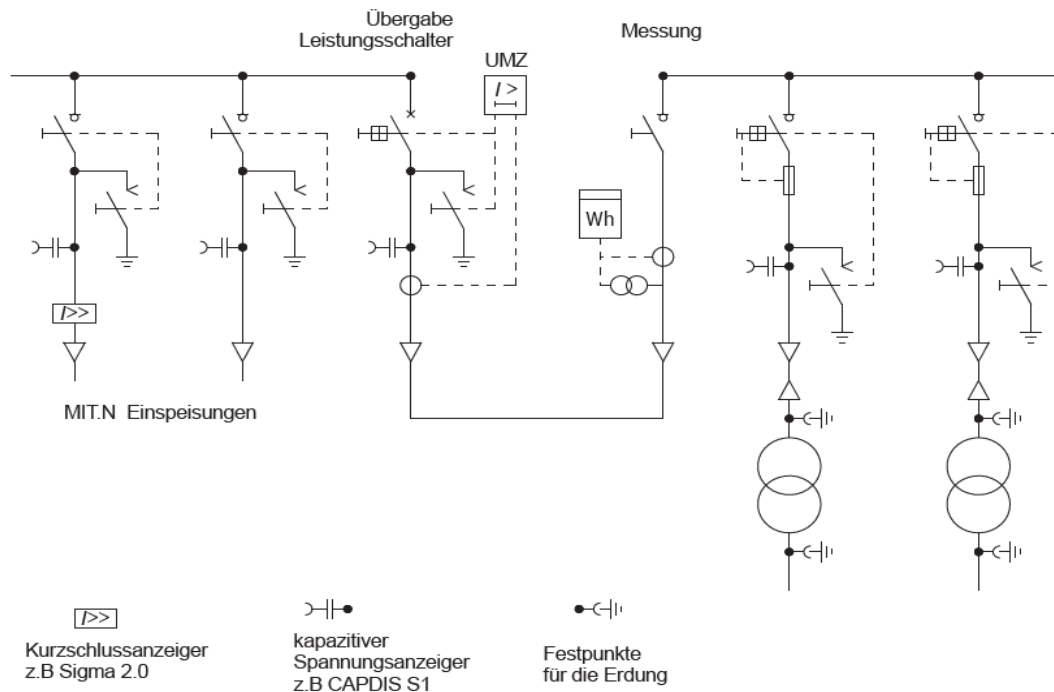 Übergabe
Leistungsschalter
Messung
UMZ
I >
Wh
I>>
MIT.N Einspeisungen
I>>
Kurzschlussanzeiger
z.B Sigma 2.0
kapazitiver
Spannungsanzeiger
z.B CAPDIS S1
Festpunkte
für die Erdung